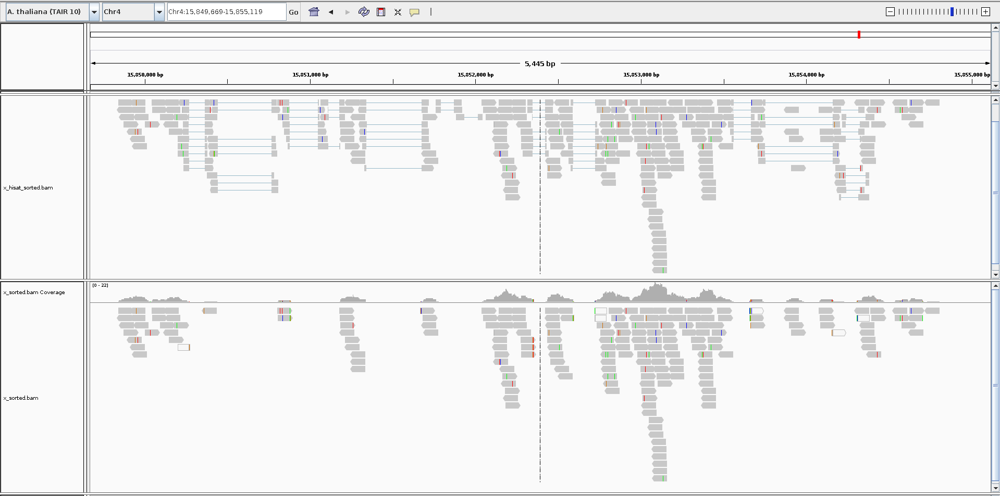 A. thaliana (TAIR 10) Chr4 Chr4:15,849,669-15,855,119 Go
5,445 bp
15,850,000 bp 15,851,000 bp 15,852,000 bp 15,853,000 bp 15,854,000 bp 15,855,000 bp
x_hisat_sorted.bam
[0 - 22]
x_sorted.bam Coverage
x_sorted.bam